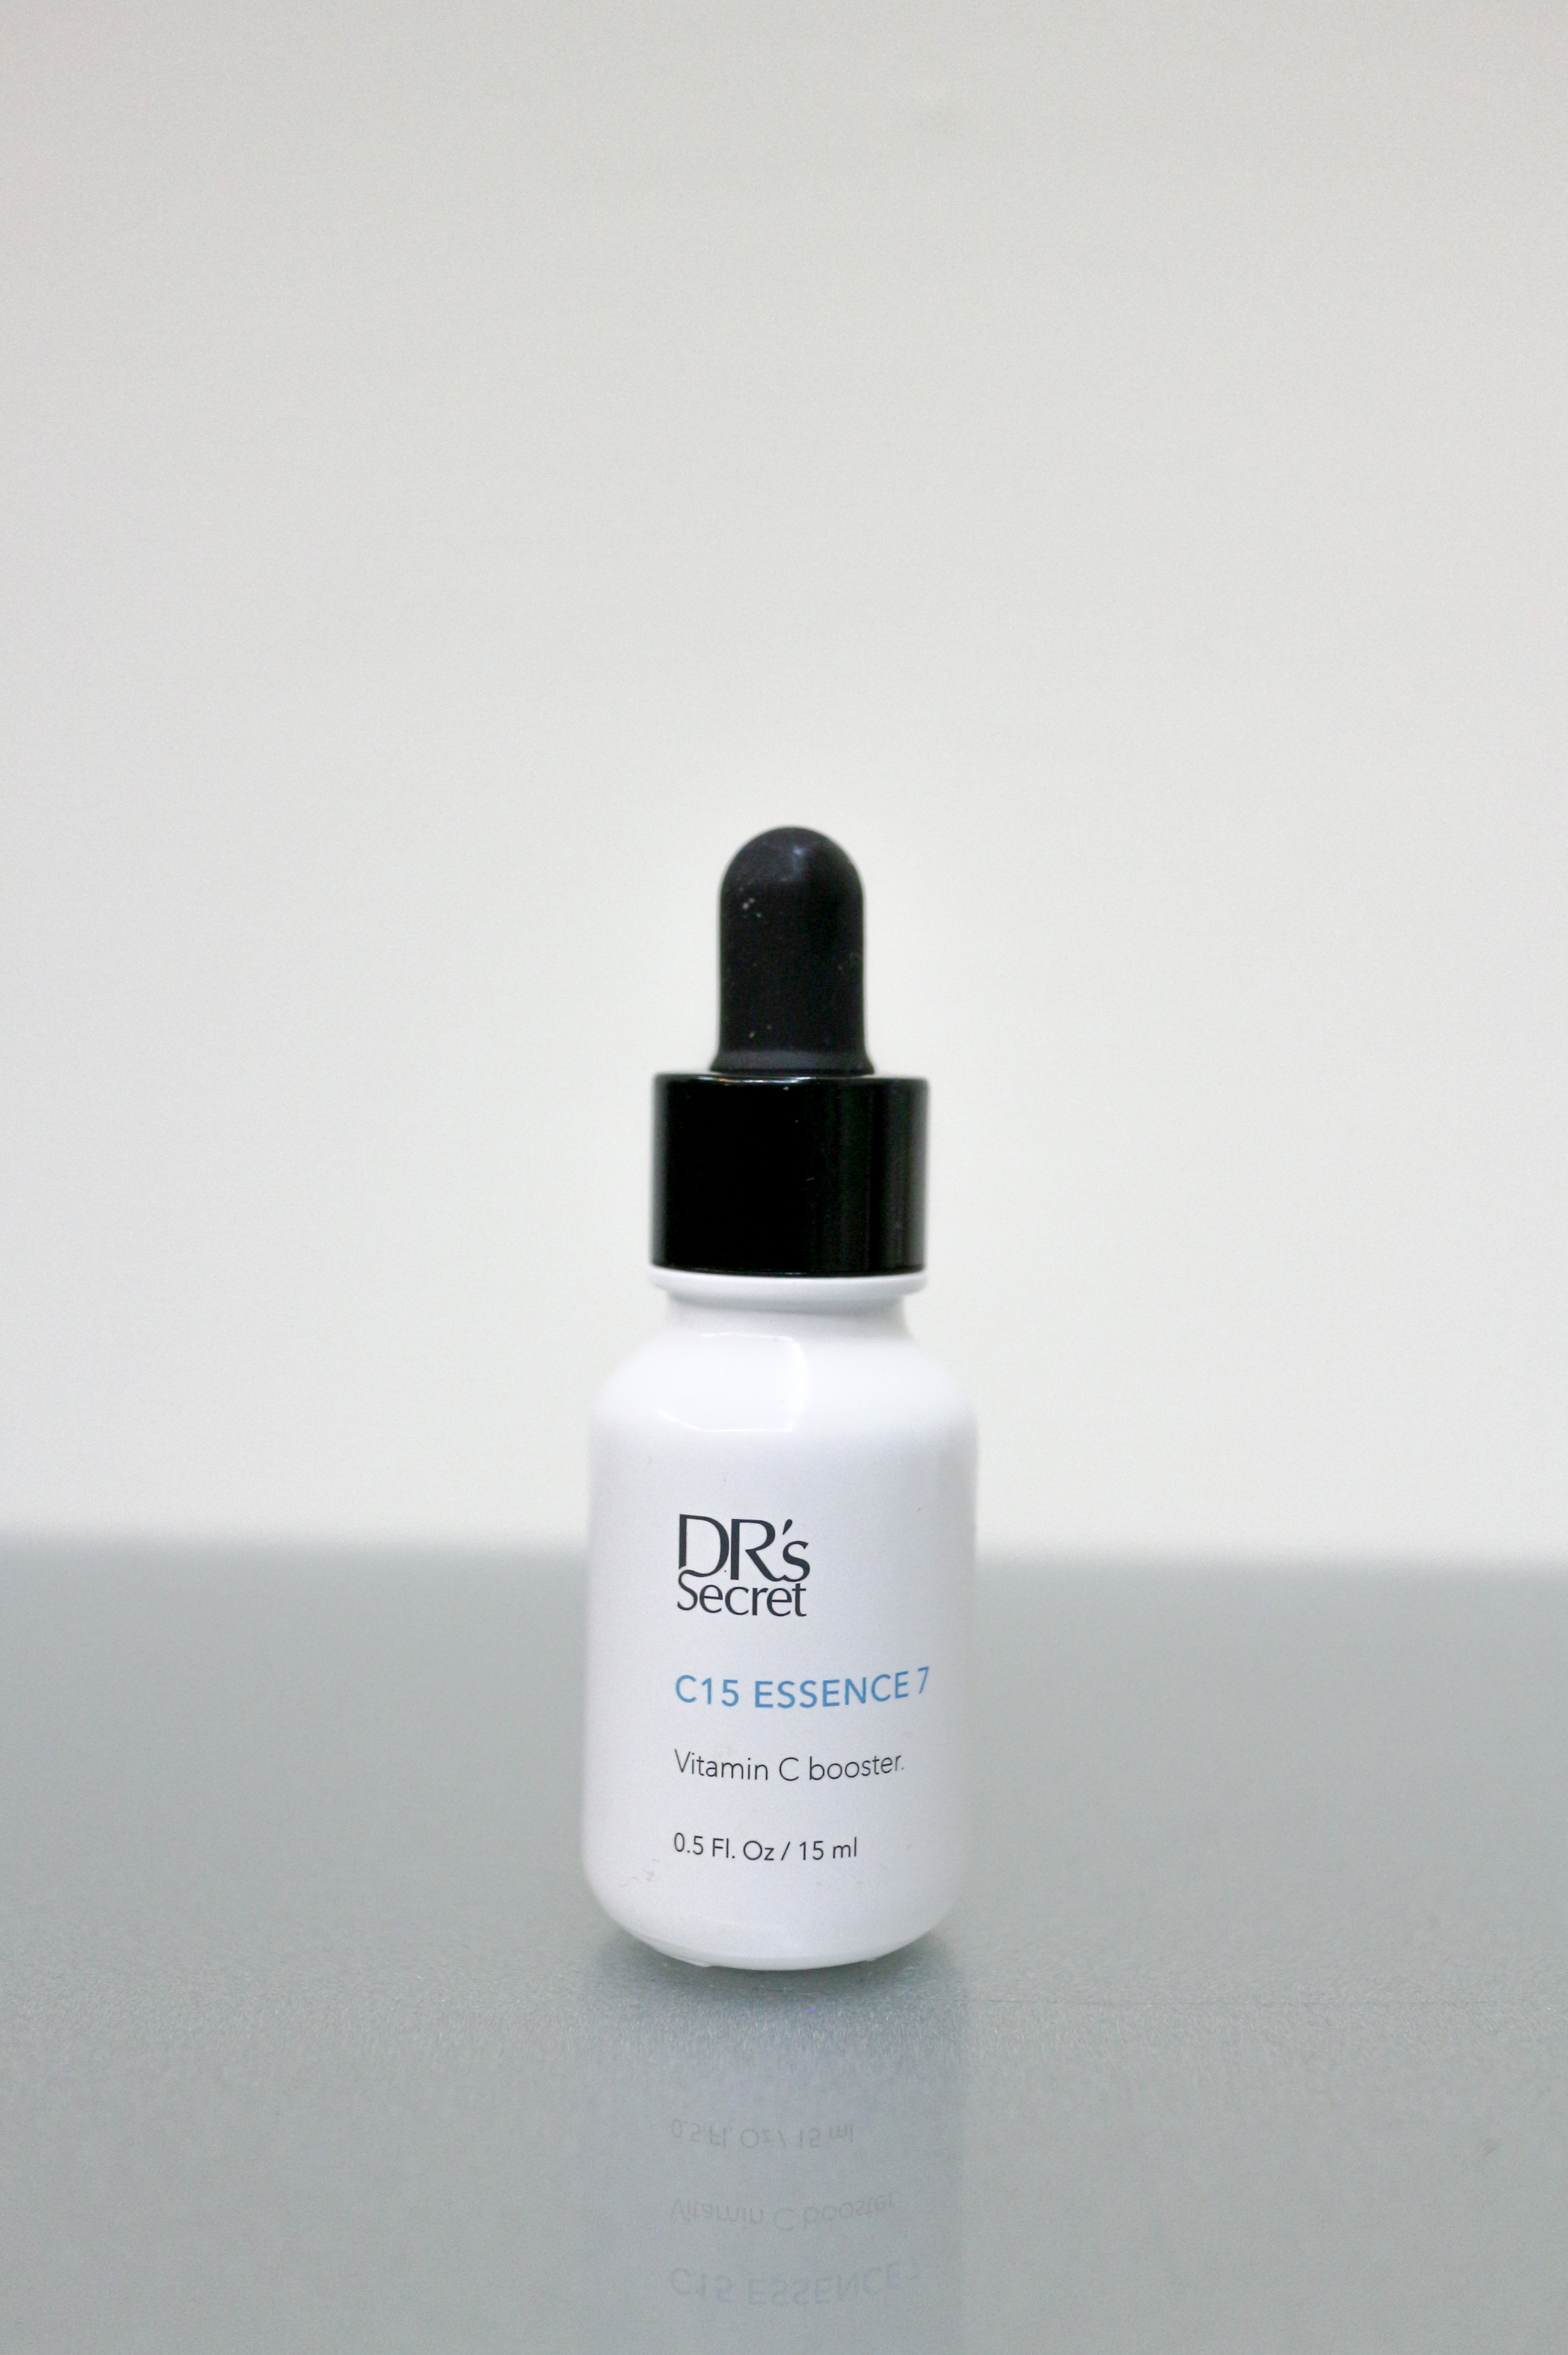 DR's
Secret
C15 ESSENCE 7
Vitamin C booster.
0.5 Fl. Oz / 15 ml